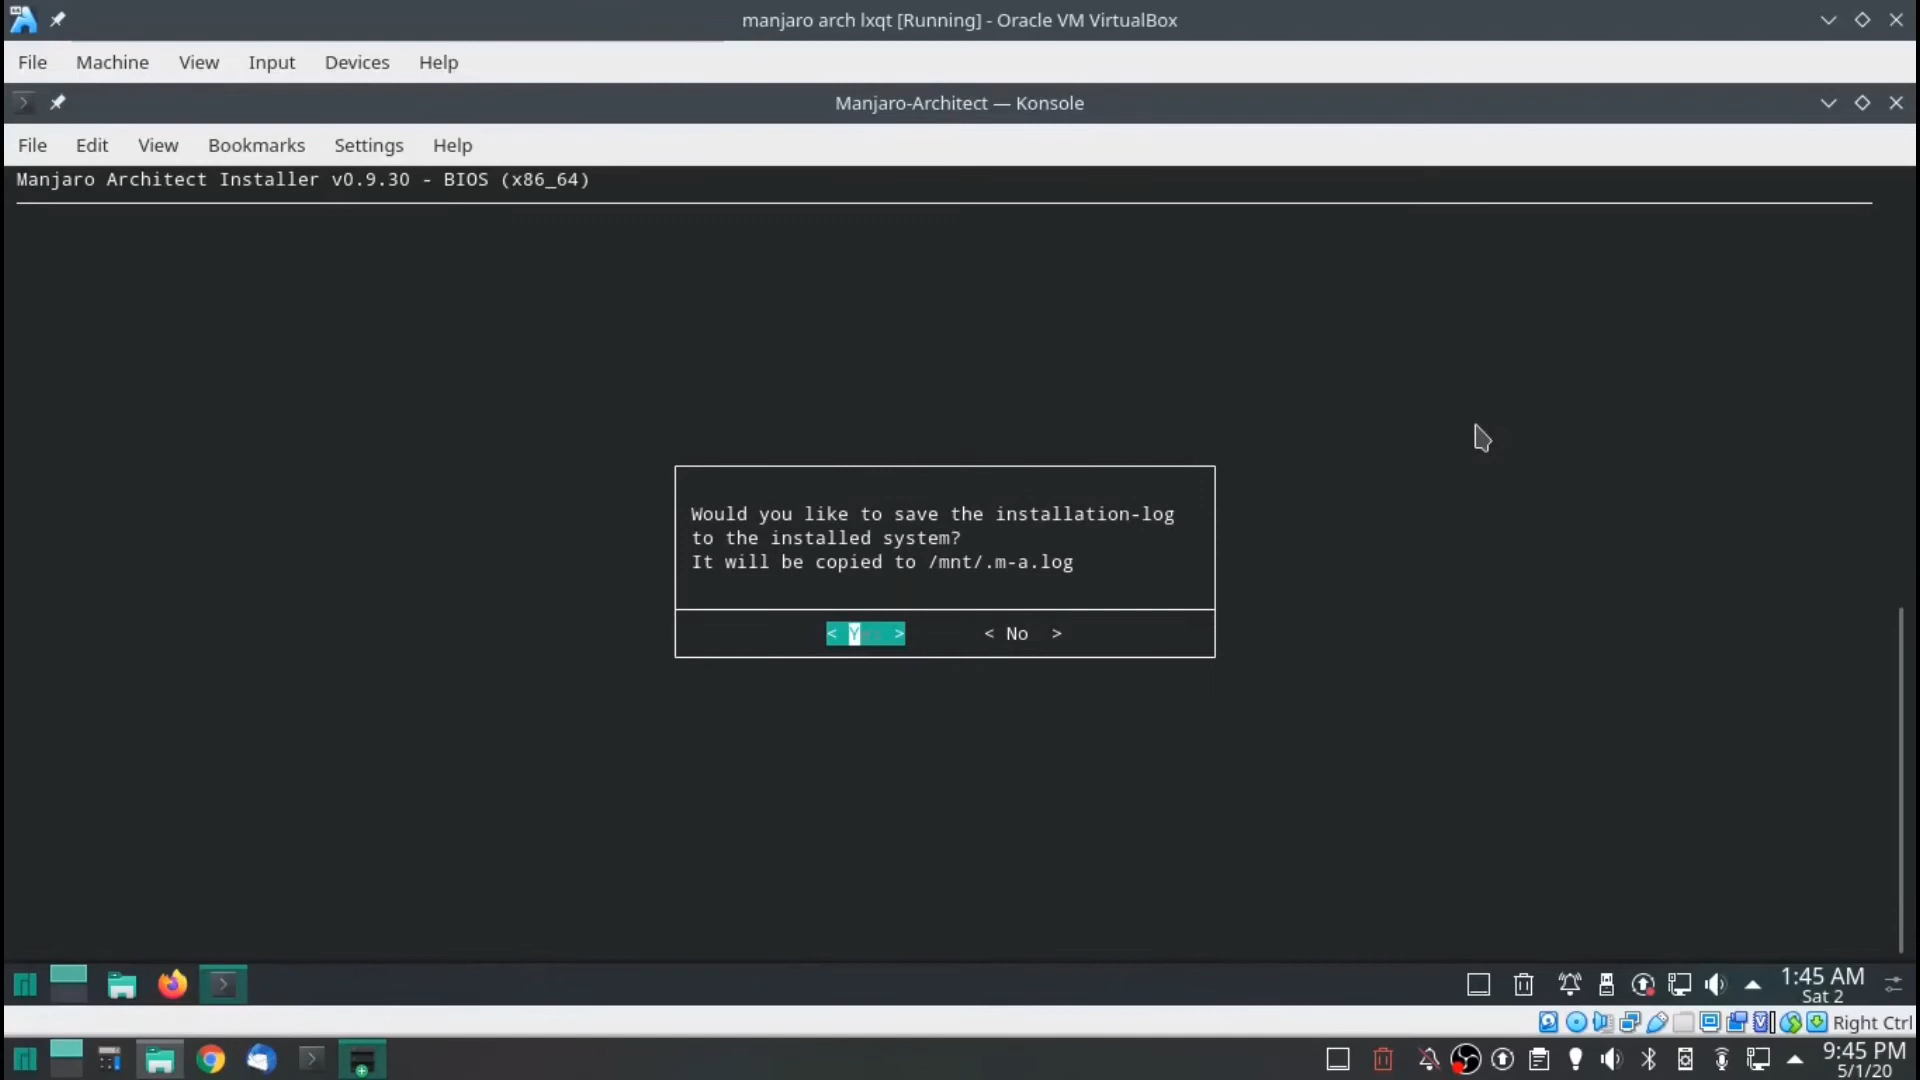 manjaro arch lxqt [Running] - Oracle VM VirtualBox
File Machine View Input Devices Help
Manjaro-Architect — Konsole
File Edit View Bookmarks Settings Help
Manjaro Architect Installer v0.9.30 - BIOS (x86_64)
Would you like to save the installation-log
to the installed system?
It will be copied to /mnt/.m-a.log
< Yes > < No >
1:45 AM
Sat 2
Right Ctrl
9:45 PM
5/1/20